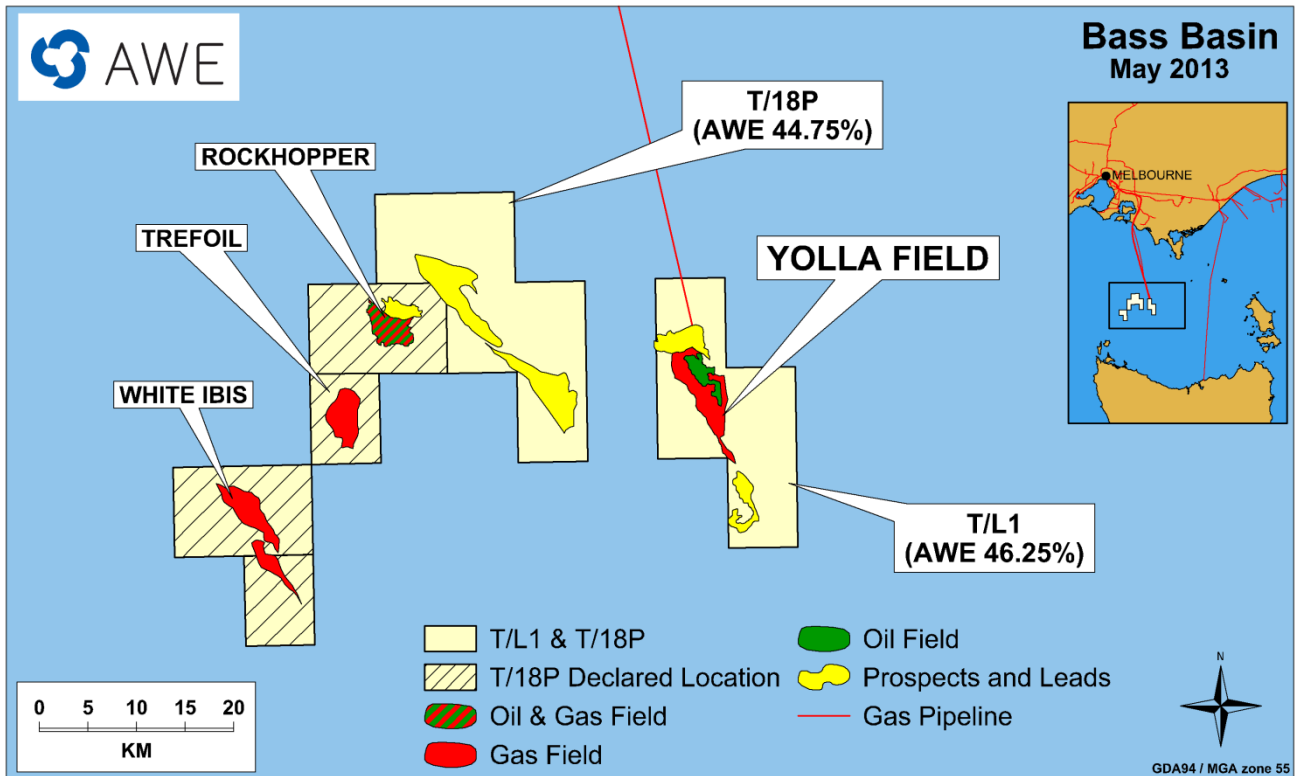 AWE
Bass Basin
May 2013
T/18P
(AWE 44.75%)
ROCKHOPPER
MELBOURNE
TREFOIL
YOLLA FIELD
WHITE IBIS
T/L1
(AWE 46.25%)
T/L1 & T/18P
T/18P Declared Location
Oil & Gas Field
Gas Field
Oil Field
Prospects and Leads
Gas Pipeline
0 5 10 15 20
KM
N
GDA94 / MGA zone 55